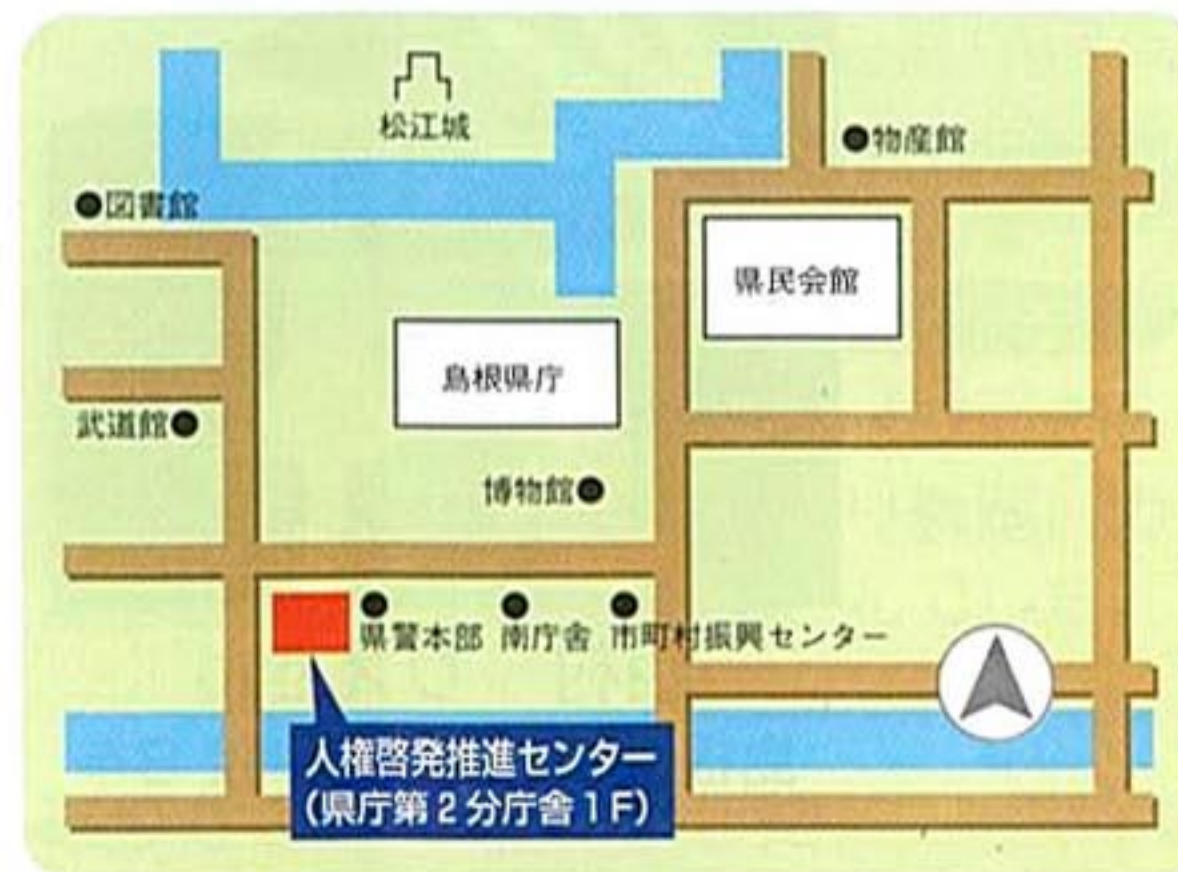 松江城
●物産館
●図書館
県民会館
島根県庁
武道館●
博物館●
県警本部 南庁舎 市町村振興センター
人権啓発推進センター
(県庁第2分庁舎1F)